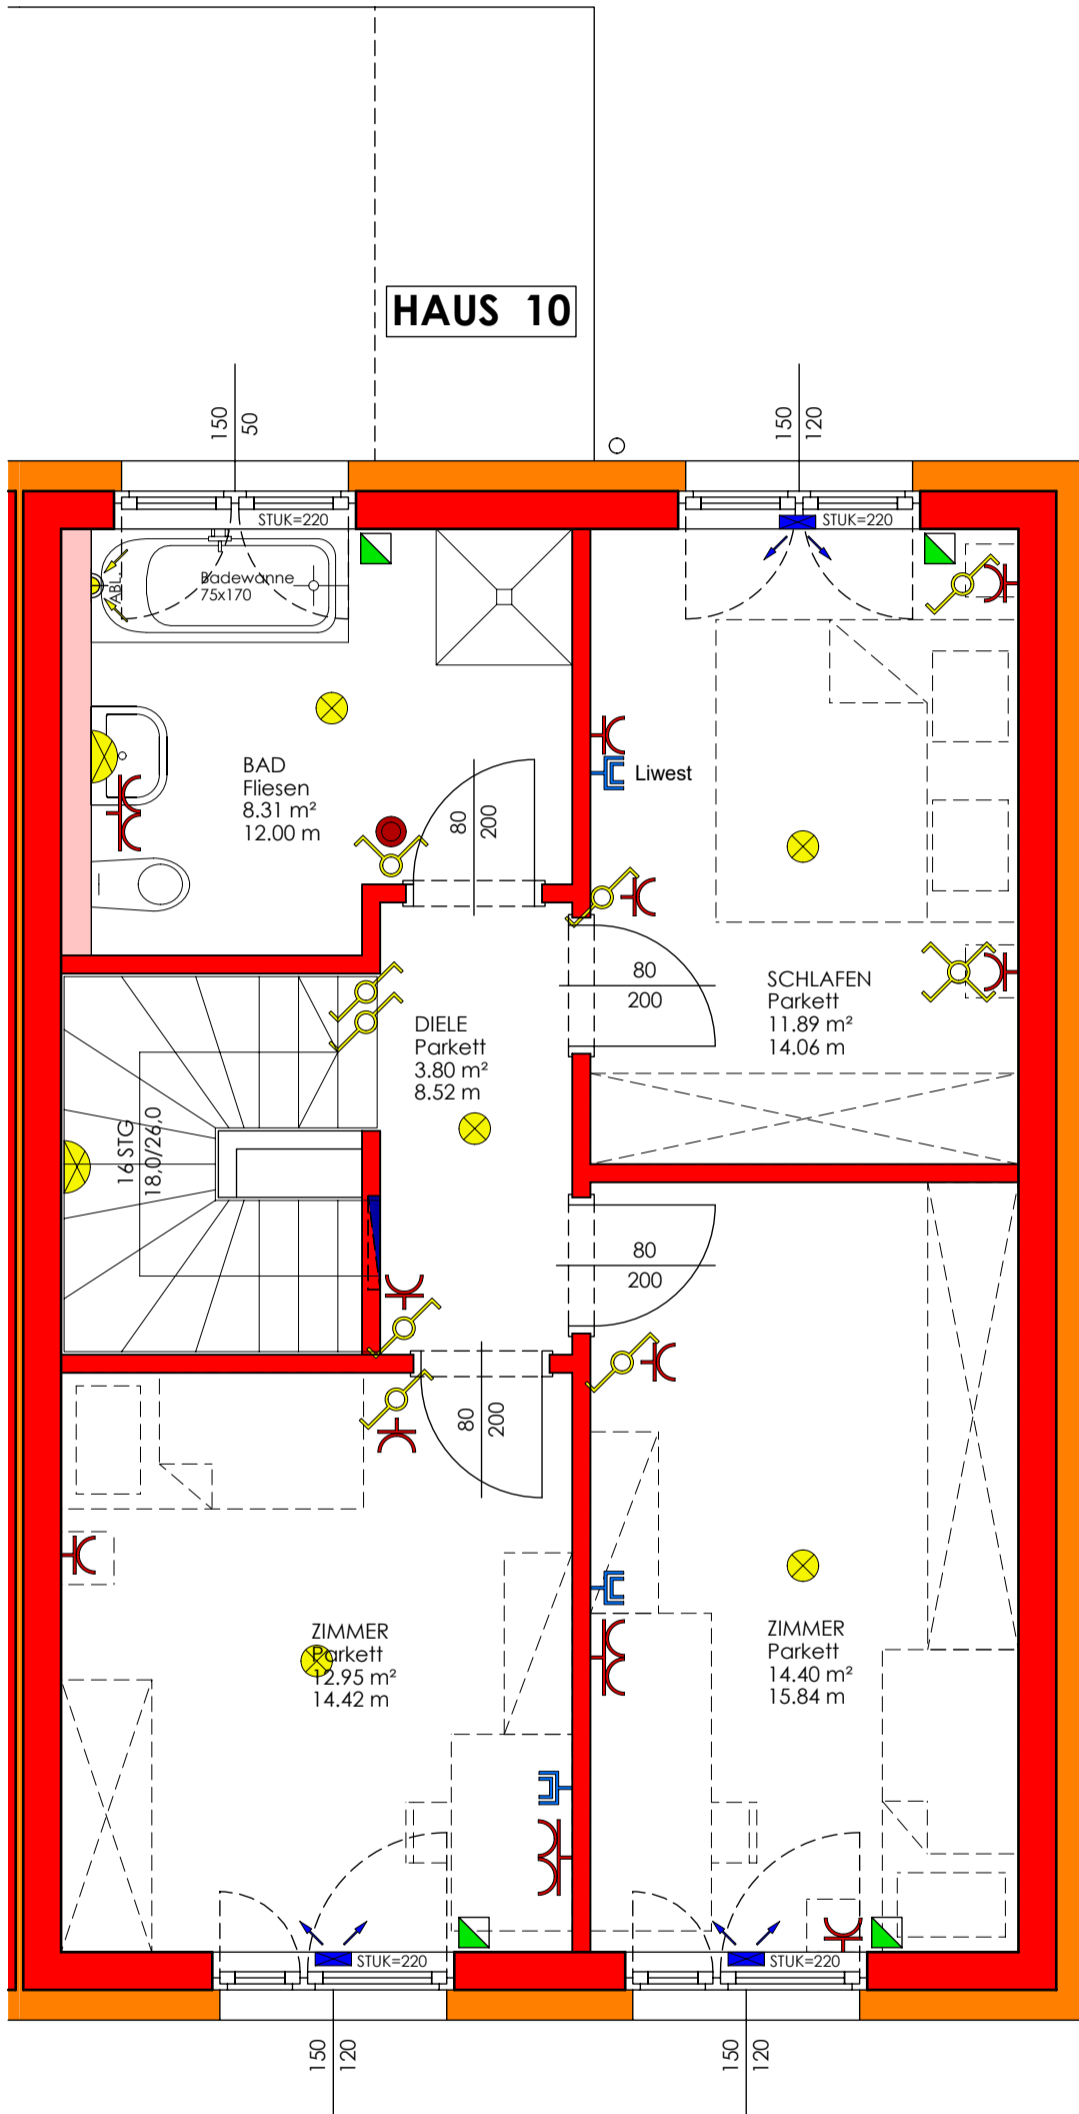 HAUS 10
150
50
150
120
STUK=220
STUK=220
ABL.
Badewanne
75x170
BAD
Fliesen
8.31 m²
12.00 m
80
200
Liwest
80
200
SCHLAFEN
Parkett
11.89 m²
14.06 m
DIELE
Parkett
3.80 m²
8.52 m
16 STG
18,0/26,0
80
200
80
200
ZIMMER
Parkett
12.95 m²
14.42 m
ZIMMER
Parkett
14.40 m²
15.84 m
STUK=220
STUK=220
150
120
150
120